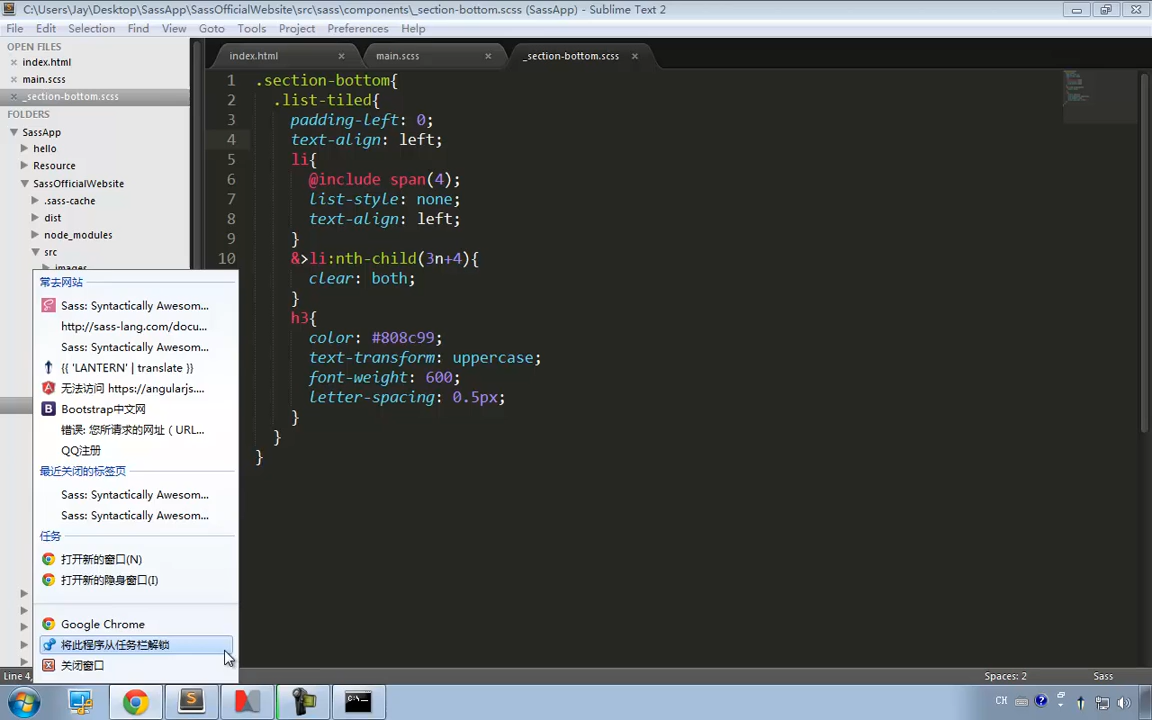 C:\Users\Jay\Desktop\SassApp\SassOfficialWebsite\src\sass\components\_section-bottom.scss (SassApp) - Sublime Text 2
File Edit Selection Find View Goto Tools Project Preferences Help
OPEN FILES
index.html
main.scss
_section-bottom.scss
FOLDERS
SassApp
hello
Resource
SassOfficialWebsite
.sass-cache
dist
node_modules
src
images
index.html main.scss _section-bottom.scss
1 .section-bottom{
2 .list-tiled{
3 padding-left: 0;
4 text-align: left;
5 li{
6 @include span(4);
7 list-style: none;
8 text-align: left;
9 }
10 &>li:nth-child(3n+4){
clear: both;
}
h3{
color: #808c99;
text-transform: uppercase;
font-weight: 600;
letter-spacing: 0.5px;
}
}
}
常去网站
Sass: Syntactically Awesom...
http://sass-lang.com/docu...
Sass: Syntactically Awesom...
{{ 'LANTERN' | translate }}
无法访问 https://angularjs....
Bootstrap中文网
错误: 您所请求的网址（URL...
QQ注册
最近关闭的标签页
Sass: Syntactically Awesom...
Sass: Syntactically Awesom...
任务
打开新的窗口(N)
打开新的隐身窗口(I)
Google Chrome
将此程序从任务栏解锁
关闭窗口
Line 4, Spaces: 2 Sass
CH